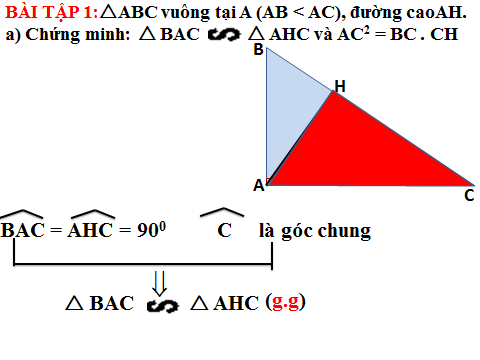 BÀI TẬP 1:△ABC vuông tại A (AB < AC), đường caoAH.
a) Chứng minh: △ BAC ∽ △ AHC và AC² = BC . CH
B
H
A
C
BAC = AHC = 90⁰ C là góc chung
⇓
△ BAC ∽ △ AHC (g.g)